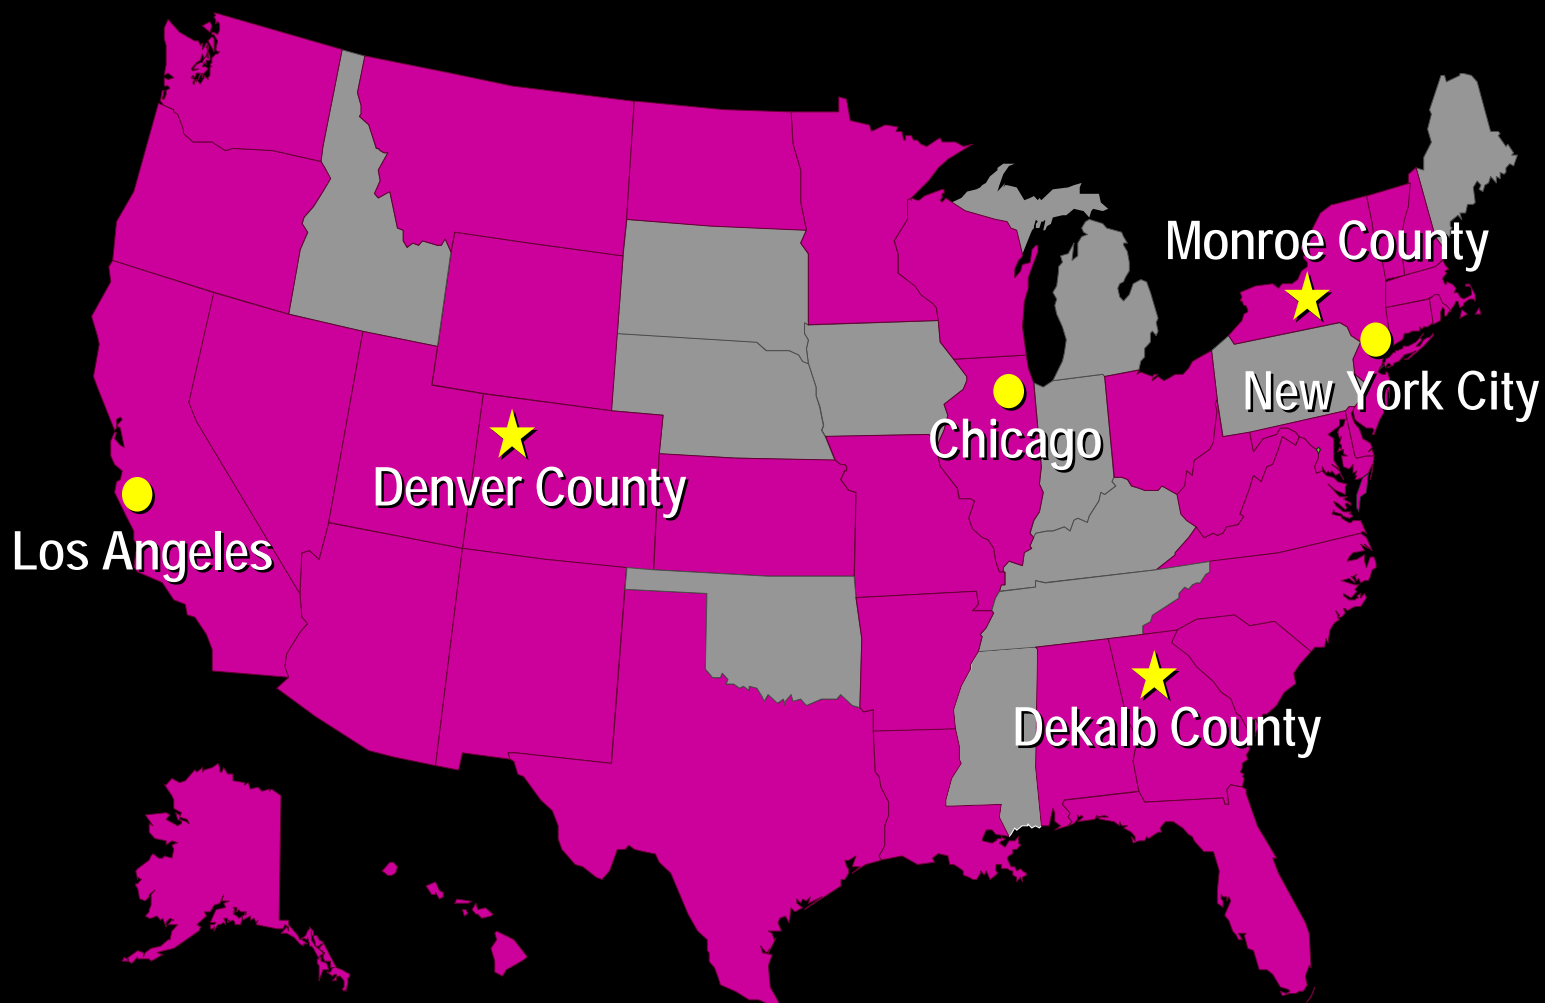 Monroe County
New York City
Chicago
Denver County
Los Angeles
Dekalb County